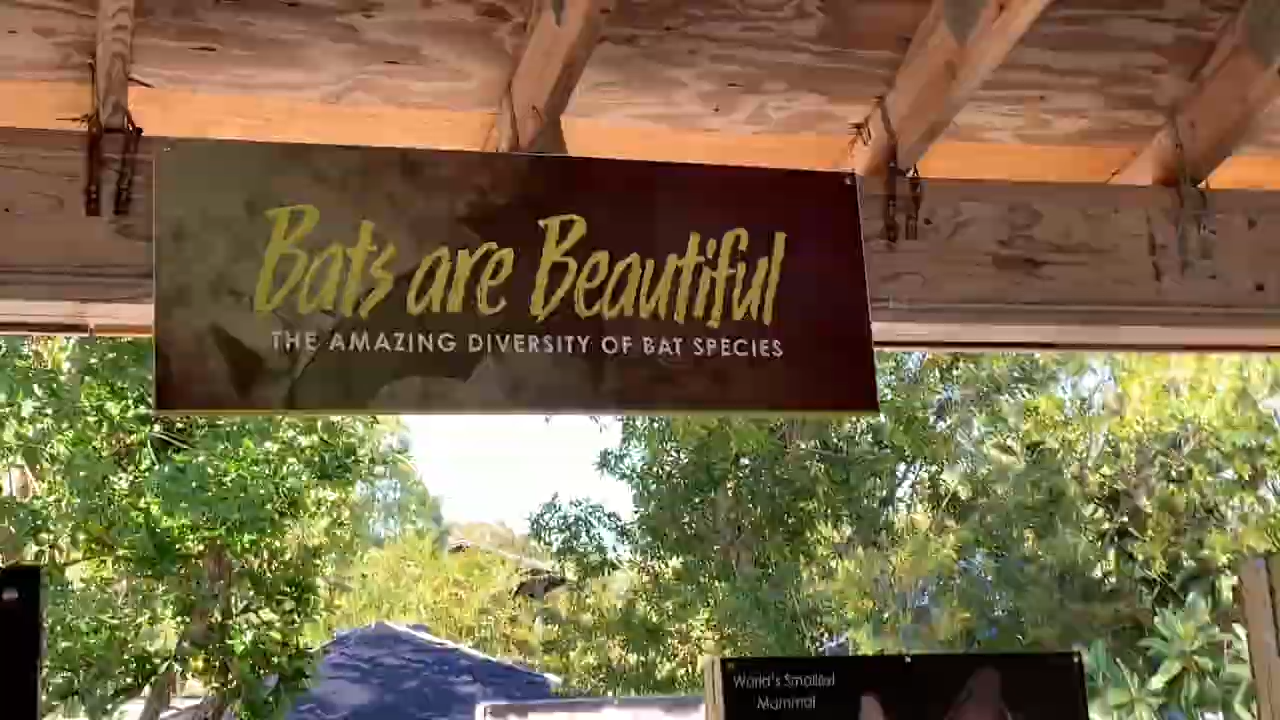 Bats are Beautiful
THE AMAZING DIVERSITY OF BAT SPECIES
World's Smallest
Mammal